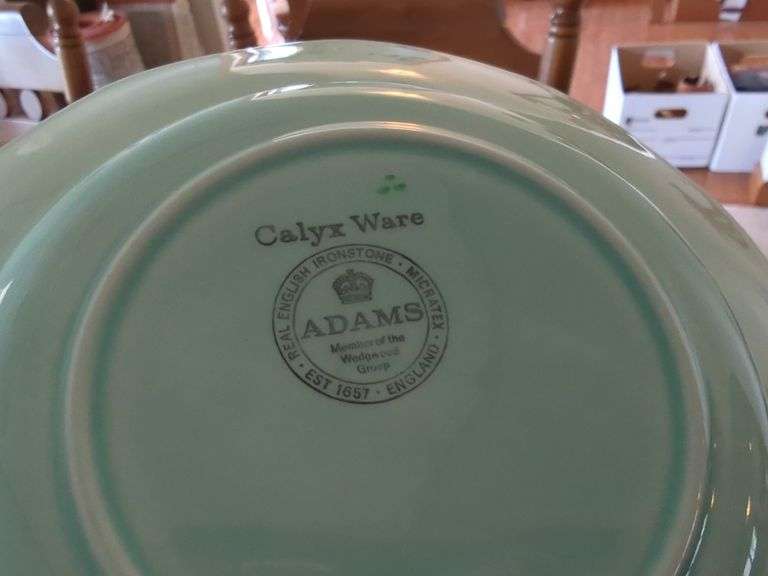 Calyx Ware
REAL ENGLISH IRONSTONE · MICRATEX
ADAMS
Member of the
Wedgwood
Group
· EST 1657 · ENGLAND ·